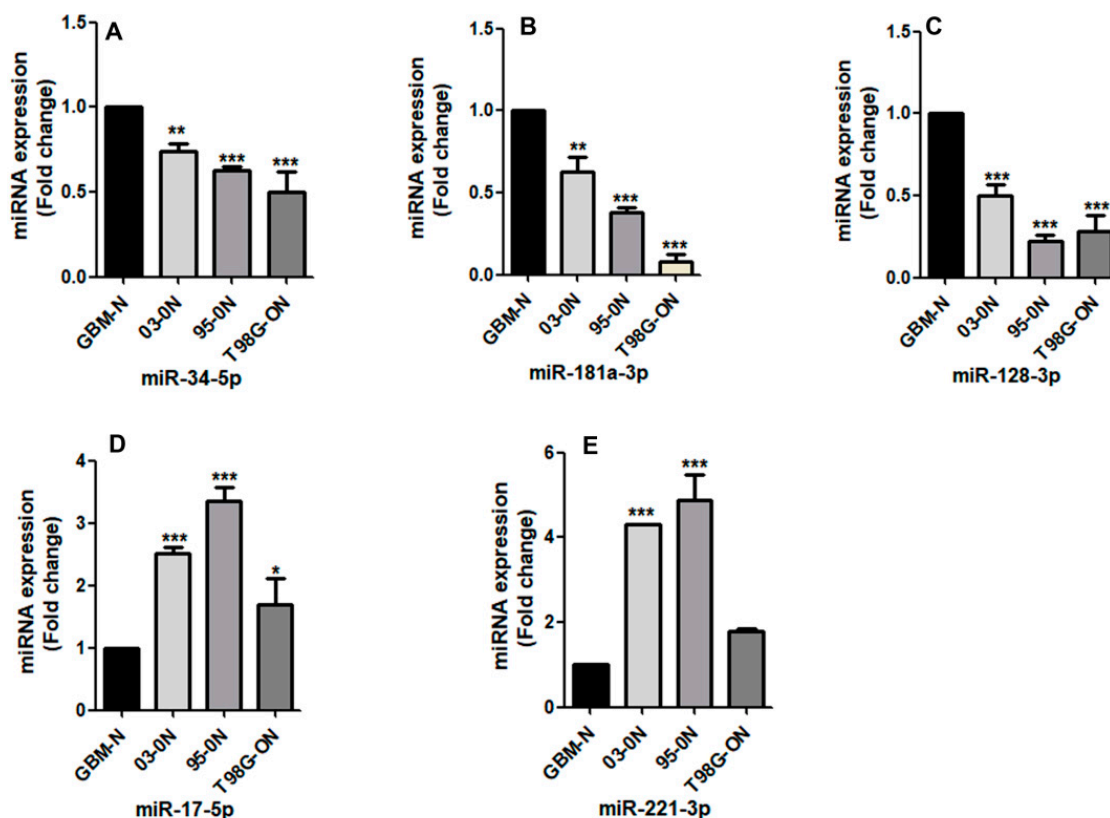 A
miRNA expression
(Fold change)
1.5
1.0
0.5
0.0
**
***
***
GBM-N
03-0N
95-0N
T98G-ON
miR-34-5p
B
miRNA expression
(Fold change)
1.5
1.0
0.5
0.0
**
***
***
GBM-N
03-0N
95-0N
T98G-ON
miR-181a-3p
C
miRNA expression
(Fold change)
1.5
1.0
0.5
0.0
***
***
***
GBM-N
03-0N
95-0N
T98G-ON
miR-128-3p
D
miRNA expression
(Fold change)
4
3
2
1
0
***
***
*
GBM-N
03-0N
95-0N
T98G-ON
miR-17-5p
E
miRNA expression
(Fold change)
6
4
2
0
***
***
GBM-N
03-0N
95-0N
T98G-ON
miR-221-3p